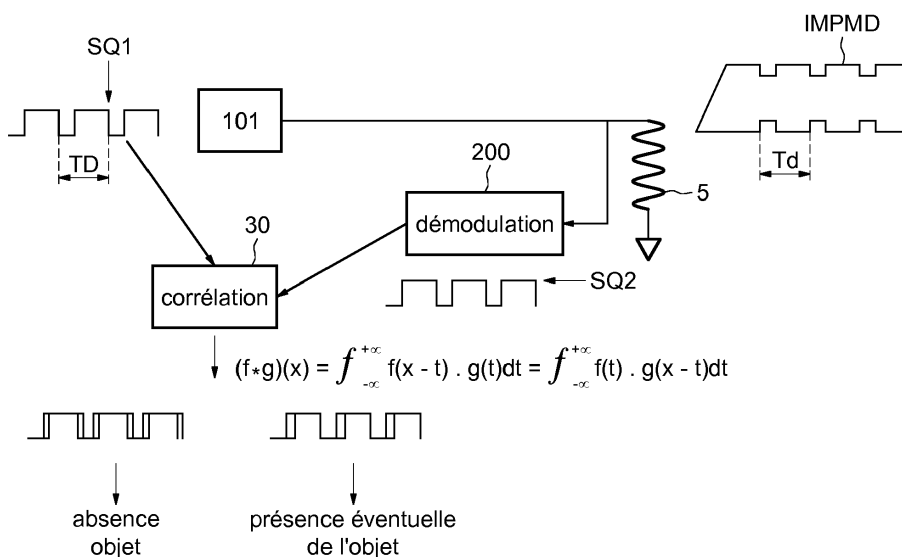 IMPMD
SQ1
101
TD
200
Td
5
démodulation
30
corrélation
SQ2
(f*g)(x) = ∫ +∞ -∞ f(x - t) . g(t)dt = ∫ +∞ -∞ f(t) . g(x - t)dt
absence
objet
présence éventuelle
de l'objet